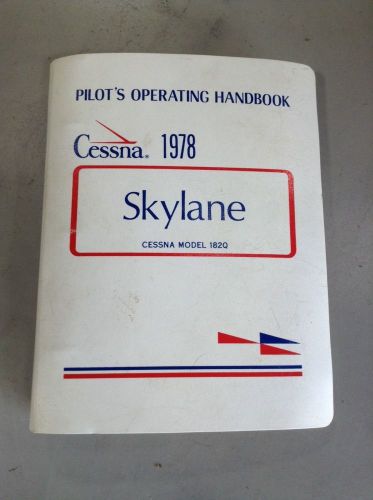 PILOT'S OPERATING HANDBOOK
Cessna® 1978
Skylane
CESSNA MODEL 182Q